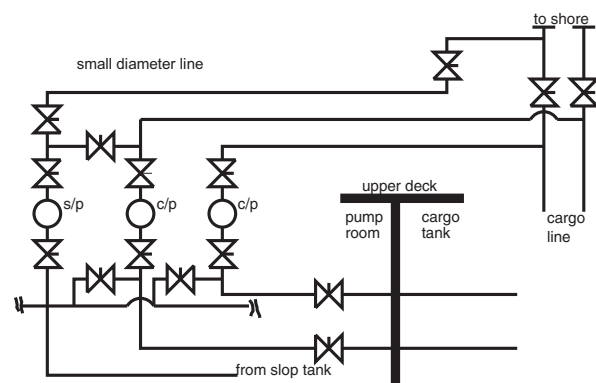 to shore
small diameter line
s/p
c/p
c/p
upper deck
pump
room
cargo
tank
cargo
line
from slop tank